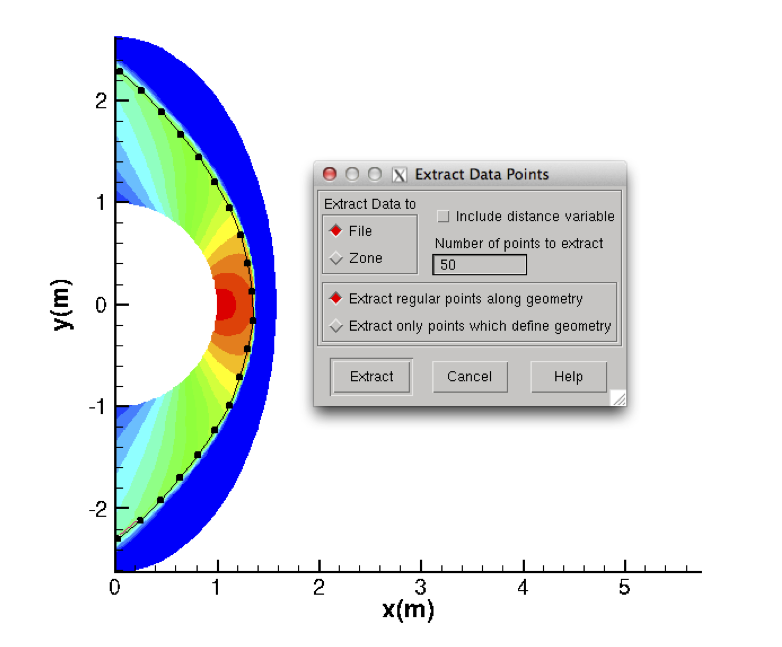 2
1
0
-1
-2
y(m)
0
1
2
3
4
5
x(m)
X Extract Data Points
Extract Data to
File
Zone
Include distance variable
Number of points to extract
50
Extract regular points along geometry
Extract only points which define geometry
Extract
Cancel
Help